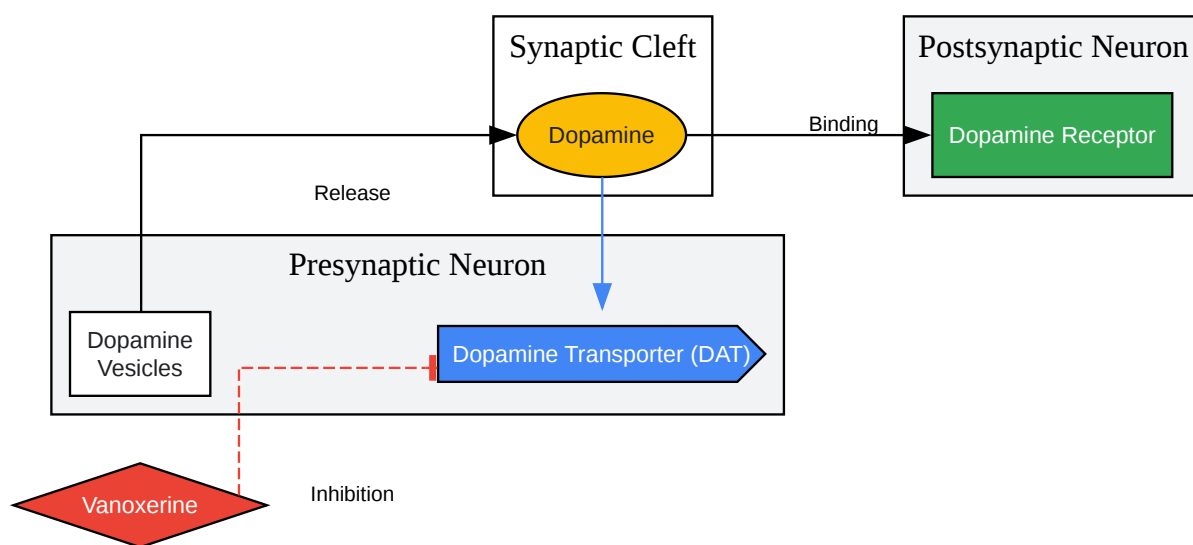 Synaptic Cleft
Postsynaptic Neuron
Dopamine
Binding
Dopamine Receptor
Release
Presynaptic Neuron
Dopamine
Vesicles
Dopamine Transporter (DAT)
Vanoxerine
Inhibition